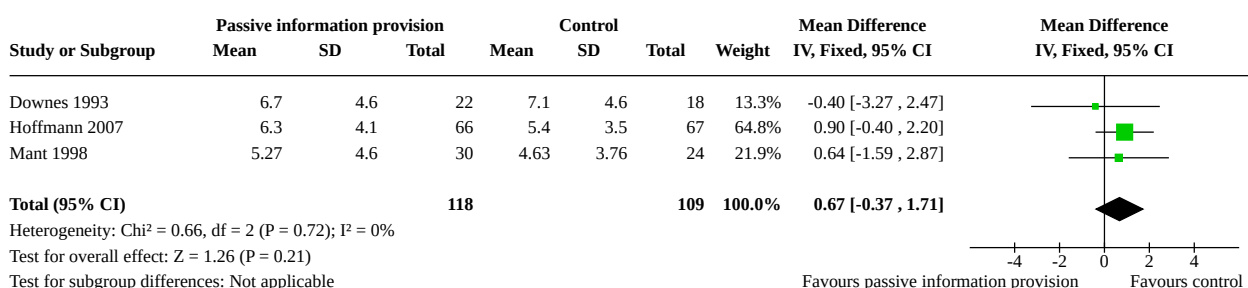 Passive information provision Control Mean Difference Mean Difference
Study or Subgroup Mean SD Total Mean SD Total Weight IV, Fixed, 95% CI IV, Fixed, 95% CI
Downes 1993 6.7 4.6 22 7.1 4.6 18 13.3% -0.40 [-3.27 , 2.47]
Hoffmann 2007 6.3 4.1 66 5.4 3.5 67 64.8% 0.90 [-0.40 , 2.20]
Mant 1998 5.27 4.6 30 4.63 3.76 24 21.9% 0.64 [-1.59 , 2.87]
Total (95% CI) 118 109 100.0% 0.67 [-0.37 , 1.71]
Heterogeneity: Chi² = 0.66, df = 2 (P = 0.72); I² = 0%
Test for overall effect: Z = 1.26 (P = 0.21) -4 -2 0 2 4
Test for subgroup differences: Not applicable Favours passive information provision Favours control